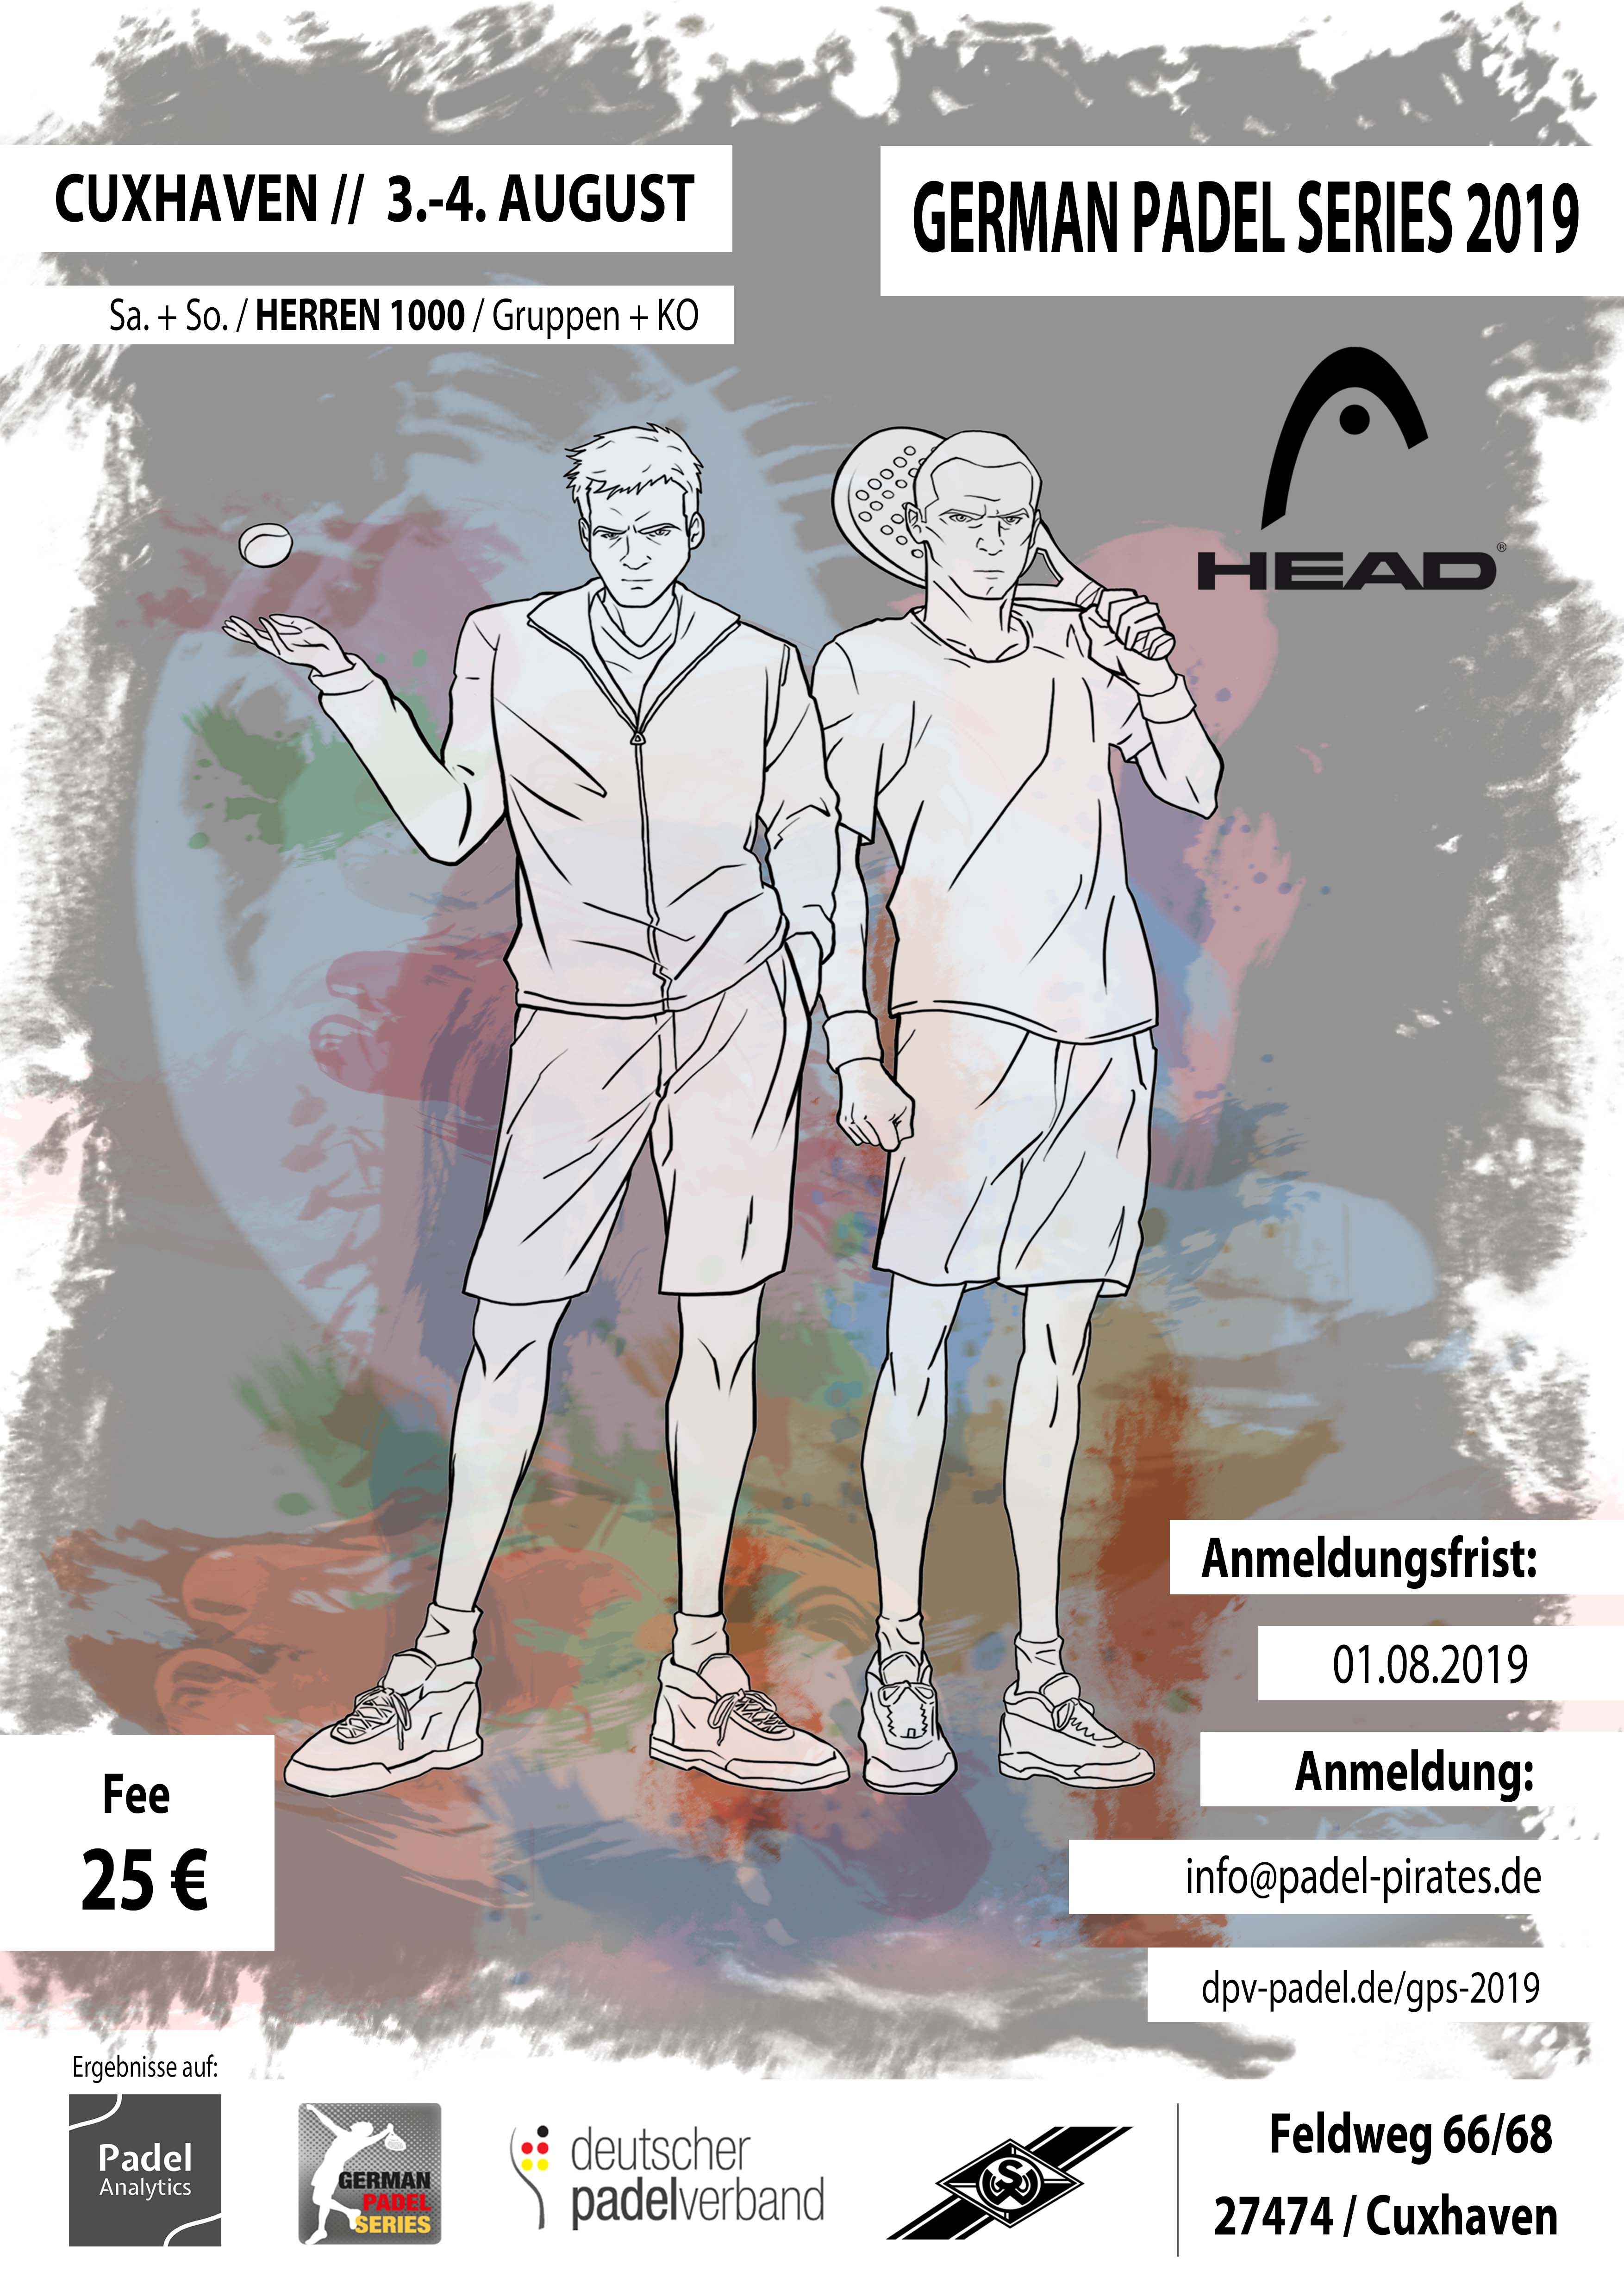 CUXHAVEN // 3.-4. AUGUST
GERMAN PADEL SERIES 2019
Sa. + So. / HERREN 1000 / Gruppen + KO
HEAD®
Anmeldungsfrist:
01.08.2019
Anmeldung:
info@padel-pirates.de
dpv-padel.de/gps-2019
Fee
25 €
Ergebnisse auf:
Padel
Analytics
GERMAN
PADEL
SERIES
deutscher
padelverband
Feldweg 66/68
27474 / Cuxhaven